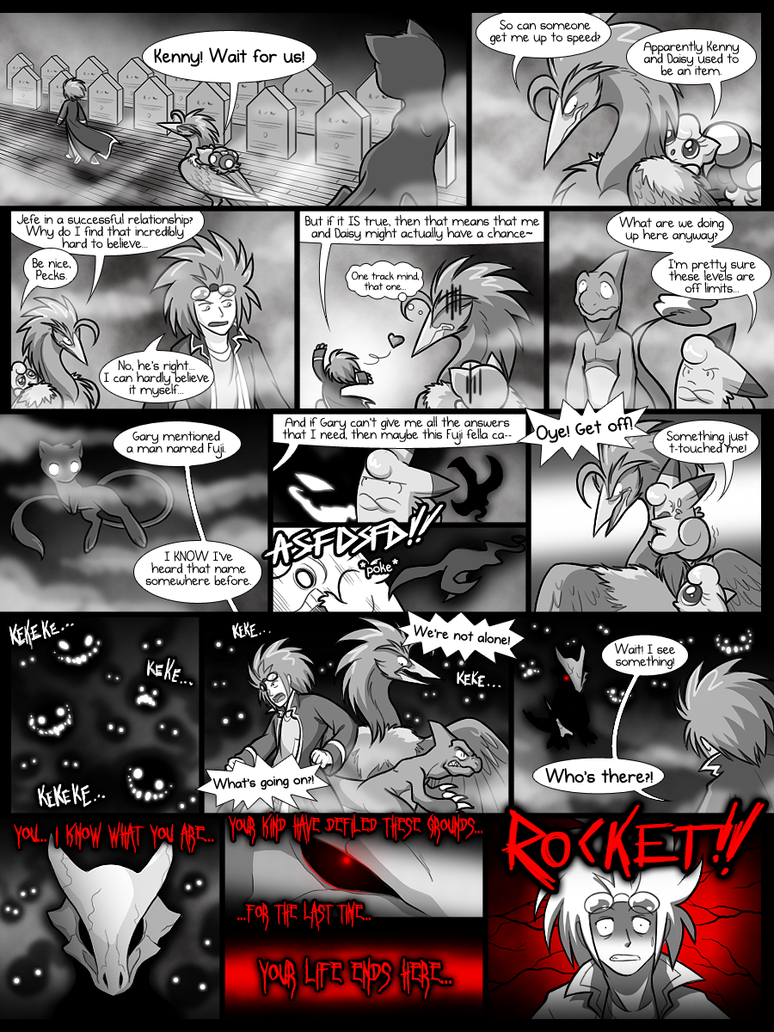 Kenny! Wait for us!
So can someone
get me up to speed?
Apparently Kenny
and Daisy used to
be an item.
Jefe in a successful relationship?
Why do I find that incredibly
hard to believe...
Be nice,
Pecks.
No, he's right...
I can hardly believe
it myself...
But if it IS true, then that means that me
and Daisy might actually have a chance~
One track mind,
that one...
What are we doing
up here anyway?
I'm pretty sure
these levels are
off limits...
Gary mentioned
a man named Fuji.
I KNOW I've
heard that name
somewhere before.
And if Gary can't give me all the answers
that I need, then maybe this Fuji fella ca--
ASFDSFD!!
*poke*
Oye! Get off!
Something just
t-touched me!
KEKEKE...
KEKE...
KEKEKE...
KEKE...
We're not alone!
KEKE...
What's going on?!
Wait! I see
something!
Who's there?!
YOU... I KNOW WHAT YOU ARE...
YOUR KIND HAVE DEFILED THESE GROUNDS...
...FOR THE LAST TIME...
YOUR LIFE ENDS HERE...
ROCKET!!